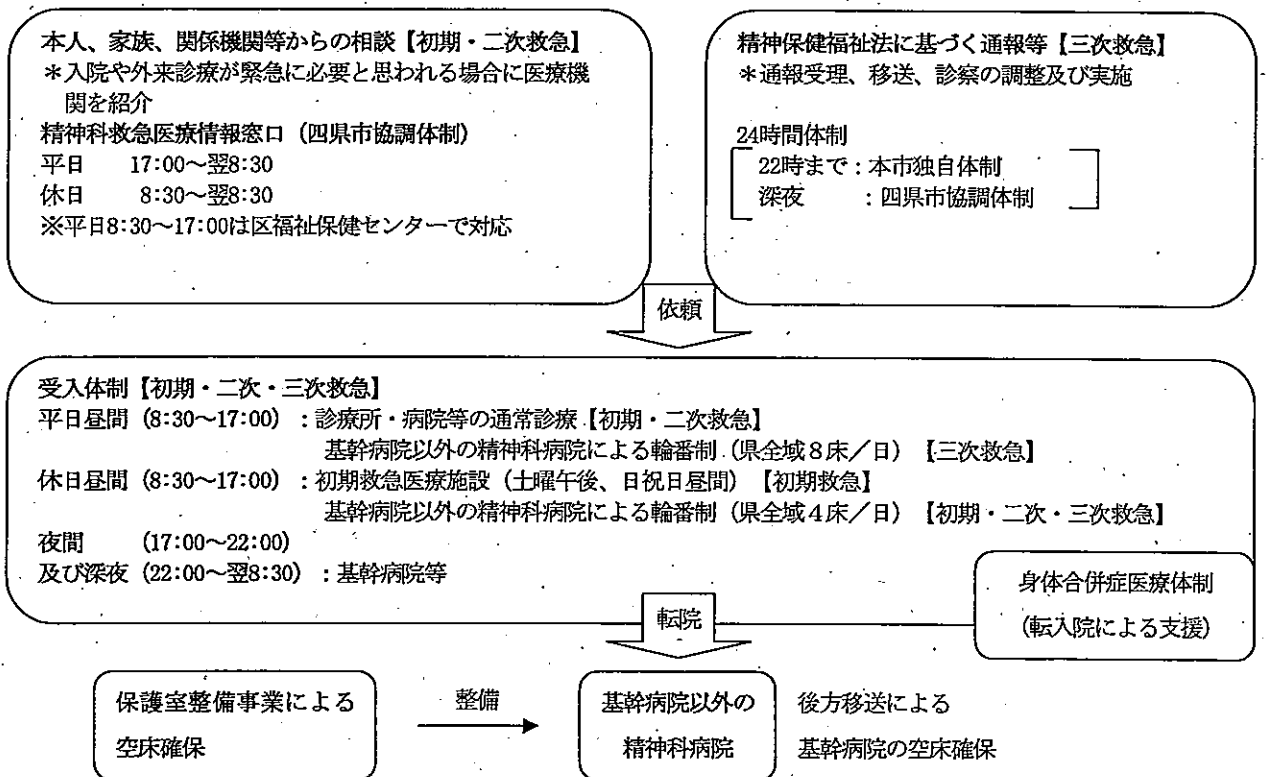 本人、家族、関係機関等からの相談【初期・二次救急】
＊入院や外来診療が緊急に必要と思われる場合に医療機
関を紹介
精神科救急医療情報窓口（四県市協調体制）
平日　17:00～翌8:30
休日　8:30～翌8:30
※平日8:30～17:00は区福祉保健センターで対応
精神保健福祉法に基づく通報等【三次救急】
＊通報受理、移送、診察の調整及び実施
24時間体制
22時まで：本市独自体制
深夜　：四県市協調体制
依頼
受入体制【初期・二次・三次救急】
平日昼間（8:30～17:00）：診療所・病院等の通常診療【初期・二次救急】
基幹病院以外の精神科病院による輪番制（県全域８床／日）【三次救急】
休日昼間（8:30～17:00）：初期救急医療施設（土曜午後、日祝日昼間）【初期救急】
基幹病院以外の精神科病院による輪番制（県全域４床／日）【初期・二次・三次救急】
夜間　（17:00～22:00）
及び深夜（22:00～翌8:30）：基幹病院等
身体合併症医療体制
（転入院による支援）
転院
保護室整備事業による
空床確保
整備
基幹病院以外の
精神科病院
後方移送による
基幹病院の空床確保